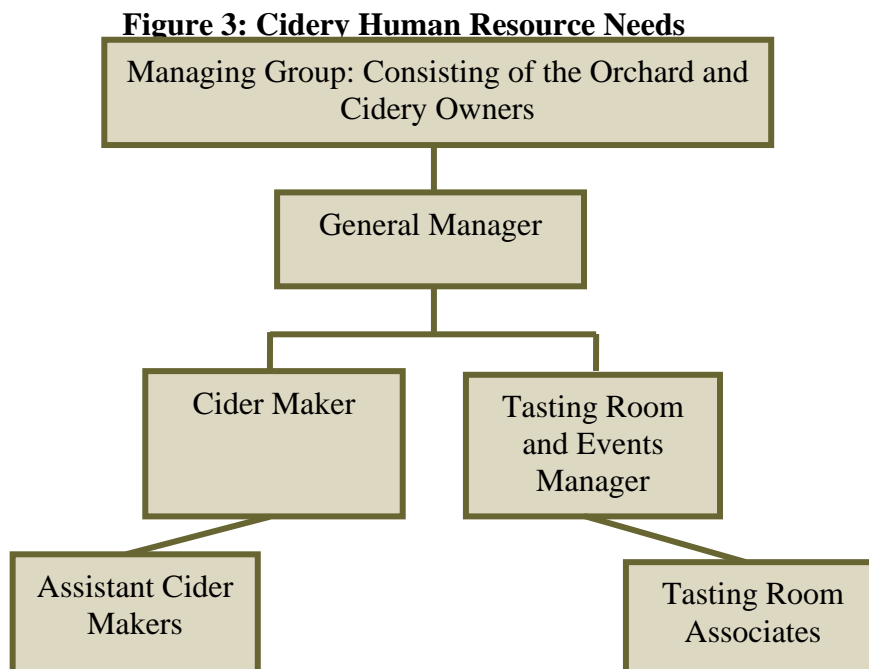 Figure 3: Cidery Human Resource Needs
Managing Group: Consisting of the Orchard and
Cidery Owners
General Manager
Cider Maker
Tasting Room
and Events
Manager
Assistant Cider
Makers
Tasting Room
Associates